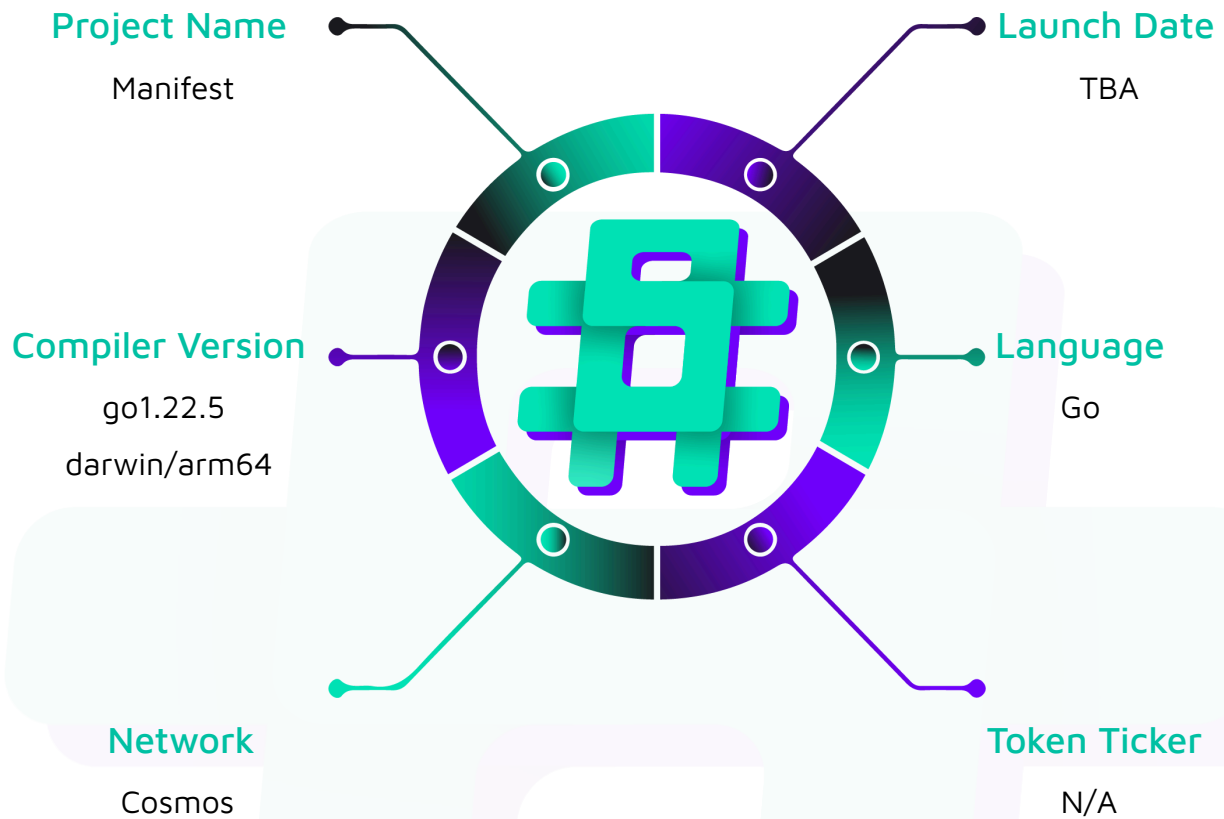 Project Name
Manifest
Launch Date
TBA
Compiler Version
go1.22.5
darwin/arm64
Language
Go
Network
Cosmos
Token Ticker
N/A